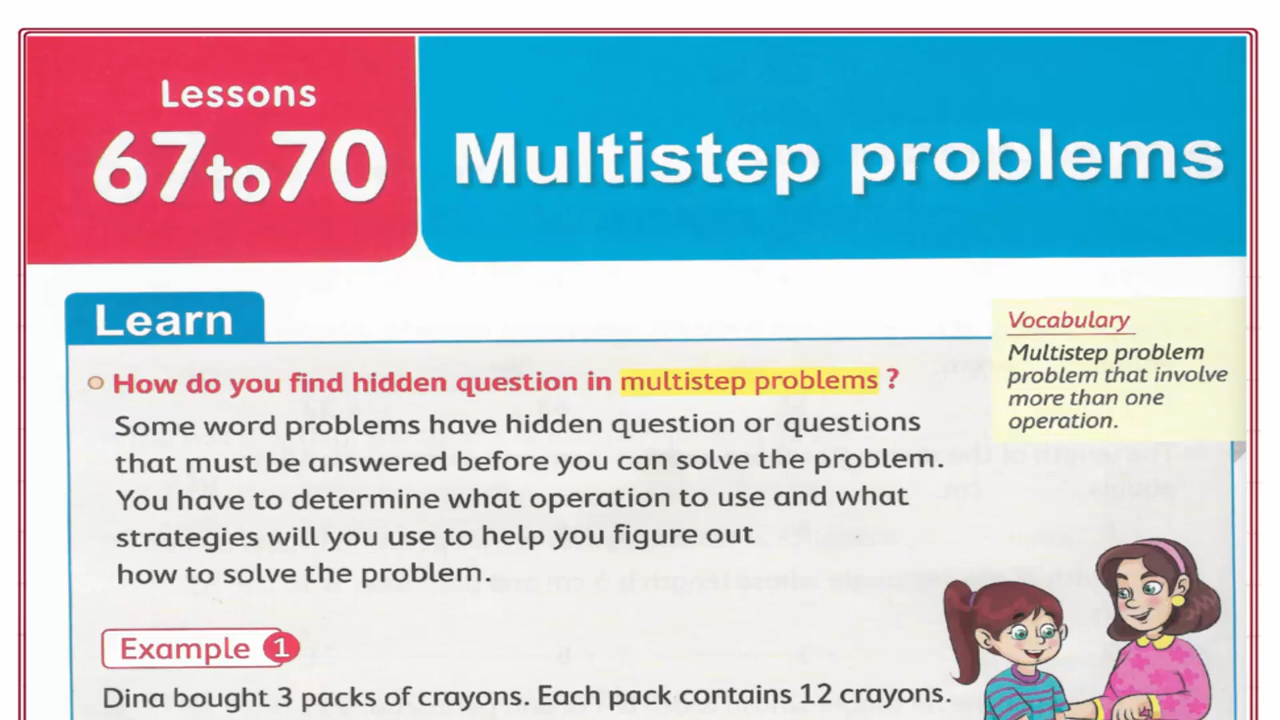 Lessons
67 to 70
Multistep problems
Learn
Vocabulary
Multistep problem
problem that involve
more than one
operation.
How do you find hidden question in multistep problems ?
Some word problems have hidden question or questions
that must be answered before you can solve the problem.
You have to determine what operation to use and what
strategies will you use to help you figure out
how to solve the problem.
Example 1
Dina bought 3 packs of crayons. Each pack contains 12 crayons.